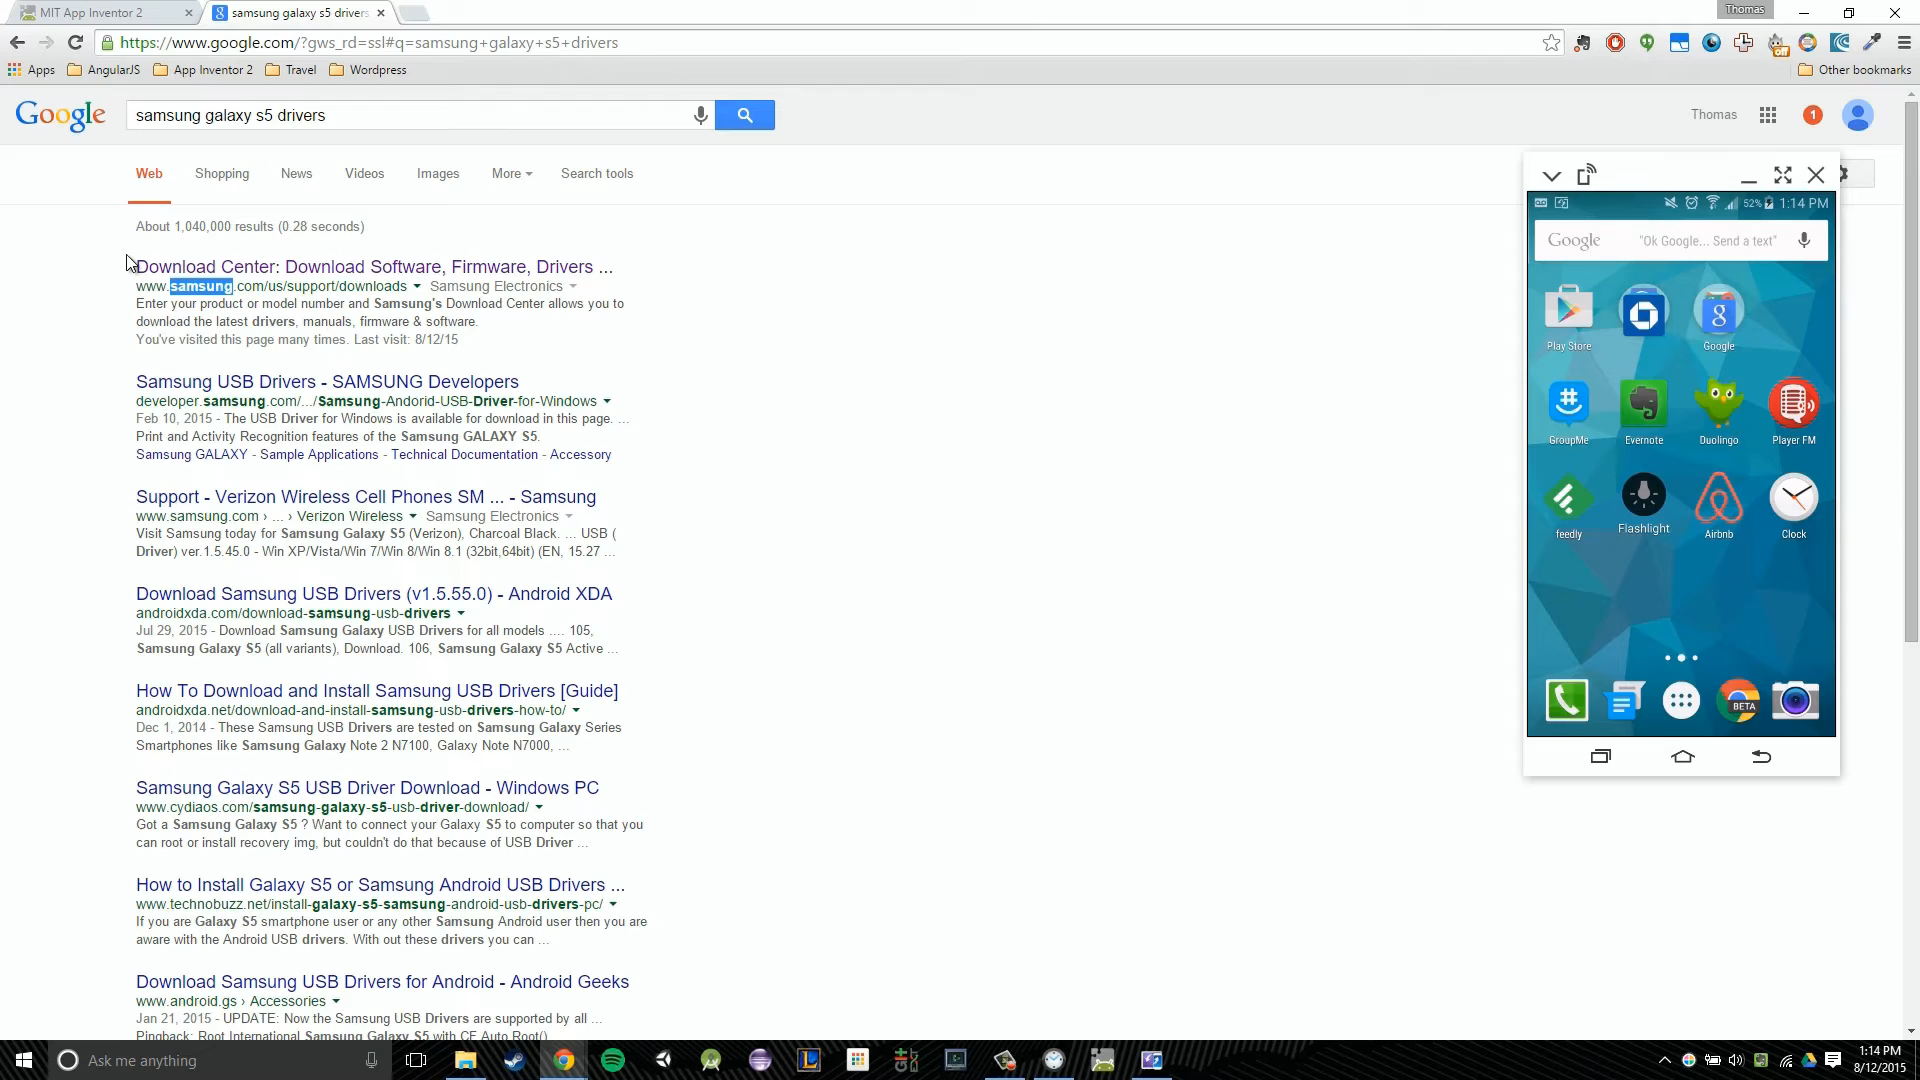 MIT App Inventor 2
samsung galaxy s5 drivers
Thomas
https://www.google.com/?gws_rd=ssl#q=samsung+galaxy+s5+drivers
Apps AngularJS App Inventor 2 Travel Wordpress Other bookmarks
Google samsung galaxy s5 drivers Thomas 1
Web Shopping News Videos Images More Search tools
About 1,040,000 results (0.28 seconds)
Download Center: Download Software, Firmware, Drivers ...
www.samsung.com/us/support/downloads Samsung Electronics
Enter your product or model number and Samsung's Download Center allows you to
download the latest drivers, manuals, firmware & software.
You've visited this page many times. Last visit: 8/12/15
Samsung USB Drivers - SAMSUNG Developers
developer.samsung.com/.../Samsung-Andorid-USB-Driver-for-Windows
Feb 10, 2015 - The USB Driver for Windows is available for download in this page. ...
Print and Activity Recognition features of the Samsung GALAXY S5.
Samsung GALAXY - Sample Applications - Technical Documentation - Accessory
Support - Verizon Wireless Cell Phones SM ... - Samsung
www.samsung.com › ... › Verizon Wireless Samsung Electronics
Visit Samsung today for Samsung Galaxy S5 (Verizon), Charcoal Black. ... USB (
Driver) ver.1.5.45.0 - Win XP/Vista/Win 7/Win 8/Win 8.1 (32bit,64bit) (EN, 15.27 ...
Download Samsung USB Drivers (v1.5.55.0) - Android XDA
androidxda.com/download-samsung-usb-drivers
Jul 29, 2015 - Download Samsung Galaxy USB Drivers for all models .... 105,
Samsung Galaxy S5 (all variants), Download. 106, Samsung Galaxy S5 Active ...
How To Download and Install Samsung USB Drivers [Guide]
androidxda.net/download-and-install-samsung-usb-drivers-how-to/
Dec 1, 2014 - These Samsung USB Drivers are tested on Samsung Galaxy Series
Smartphones like Samsung Galaxy Note 2 N7100, Galaxy Note N7000, ...
Samsung Galaxy S5 USB Driver Download - Windows PC
www.cydiaos.com/samsung-galaxy-s5-usb-driver-download/
Got a Samsung Galaxy S5 ? Want to connect your Galaxy S5 to computer so that you
can root or install recovery img, but couldn't do that because of USB Driver ...
How to Install Galaxy S5 or Samsung Android USB Drivers ...
www.technobuzz.net/install-galaxy-s5-samsung-android-usb-drivers-pc/
If you are Galaxy S5 smartphone user or any other Samsung Android user then you are
aware with the Android USB drivers. With out these drivers you can ...
Download Samsung USB Drivers for Android - Android Geeks
www.android.gs › Accessories
Jan 21, 2015 - UPDATE: Now the Samsung USB Drivers are supported by all ...
Pingback: Root International Samsung Galaxy S5 with CF Auto Root()
52% 1:14 PM
Google "Ok Google... Send a text"
Play Store Google
GroupMe Evernote Duolingo Player FM
feedly Flashlight Airbnb Clock
BETA
Ask me anything
1:14 PM
8/12/2015